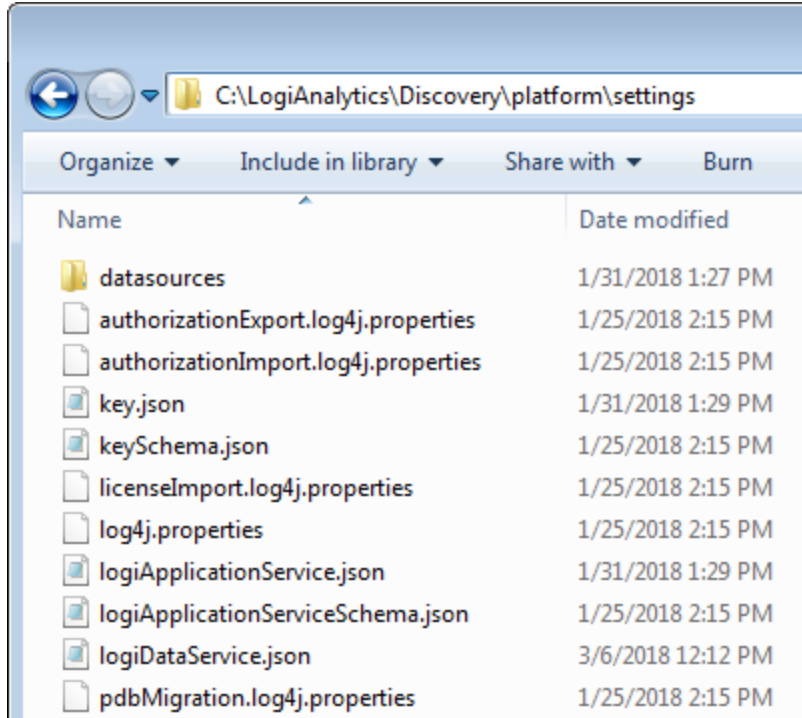 C:\LogiAnalytics\Discovery\platform\settings
Organize Include in library Share with Burn
Name Date modified
datasources 1/31/2018 1:27 PM
authorizationExport.log4j.properties 1/25/2018 2:15 PM
authorizationImport.log4j.properties 1/25/2018 2:15 PM
key.json 1/31/2018 1:29 PM
keySchema.json 1/25/2018 2:15 PM
licenseImport.log4j.properties 1/25/2018 2:15 PM
log4j.properties 1/25/2018 2:15 PM
logiApplicationService.json 1/31/2018 1:29 PM
logiApplicationServiceSchema.json 1/25/2018 2:15 PM
logiDataService.json 3/6/2018 12:12 PM
pdbMigration.log4j.properties 1/25/2018 2:15 PM